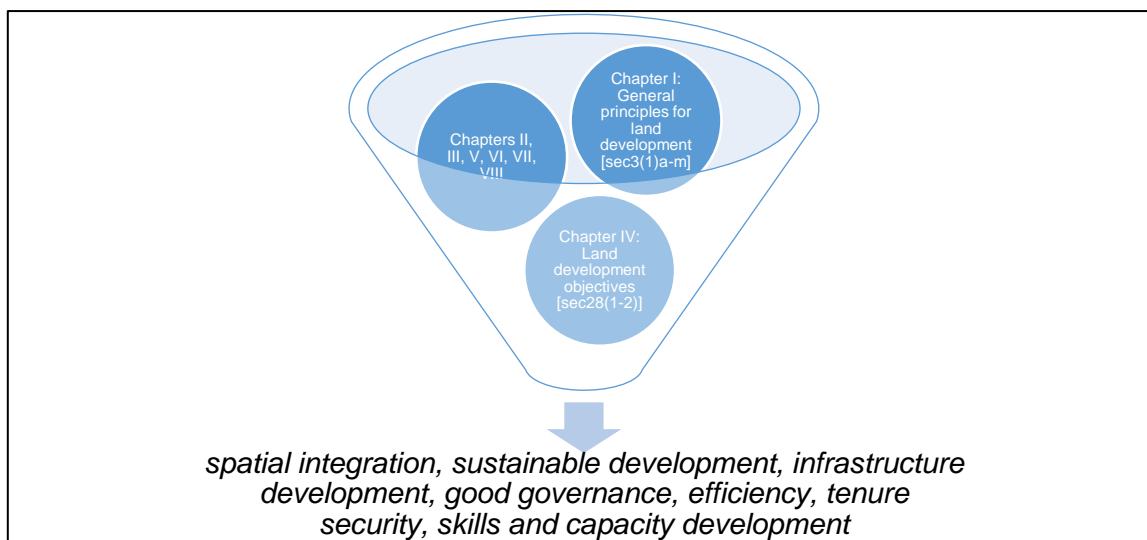 Chapter I:
General
principles for
land
development
[sec3(1)a-m]
Chapters II,
III, V, VI, VII,
VIII
Chapter IV:
Land
development
objectives
[sec28(1-2)]
spatial integration, sustainable development, infrastructure
development, good governance, efficiency, tenure
security, skills and capacity development